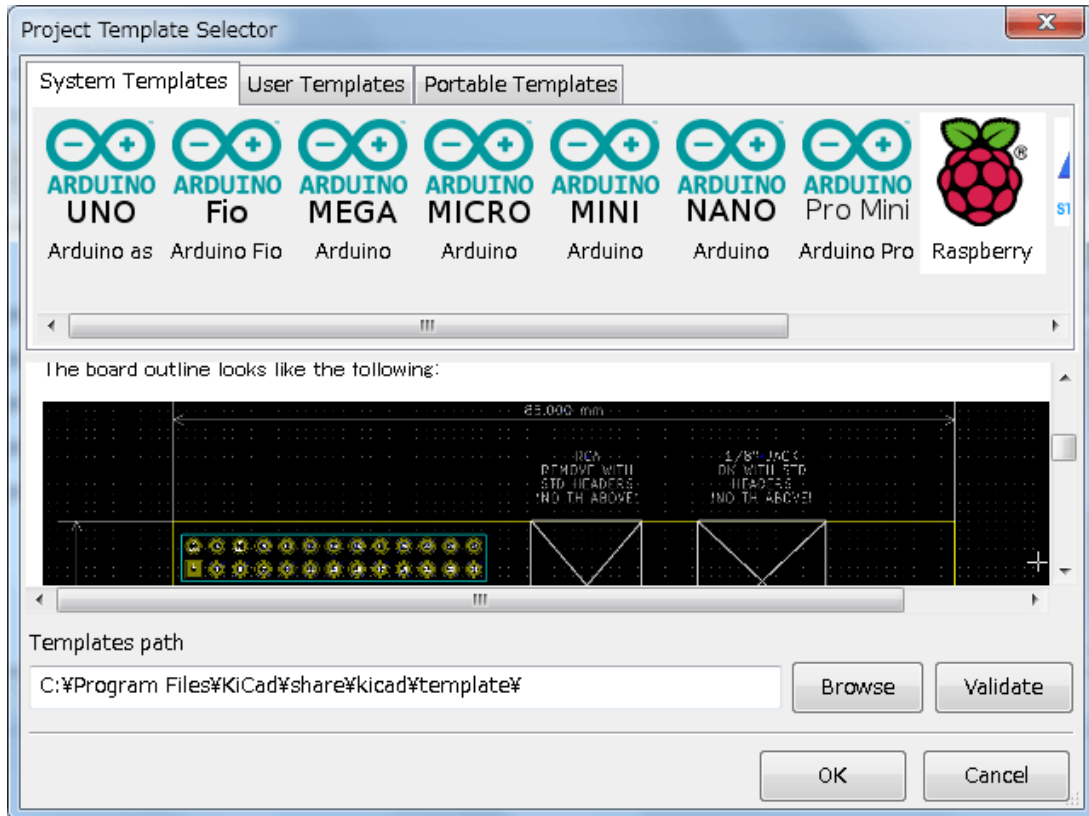 Project Template Selector
System Templates User Templates Portable Templates
ARDUINO ARDUINO ARDUINO ARDUINO ARDUINO ARDUINO ARDUINO
UNO Fio MEGA MICRO MINI NANO Pro Mini
ST
Arduino as Arduino Fio Arduino Arduino Arduino Arduino Arduino Pro Raspberry
The board outline looks like the following:
85.000 mm
RCA 1/8" JACK
REMOVE WITH OK WITH STD
STD HEADERS HEADERS
!NO TH ABOVE! !NO TH ABOVE!
Templates path
C:¥Program Files¥KiCad¥share¥kicad¥template¥
Browse Validate
OK Cancel